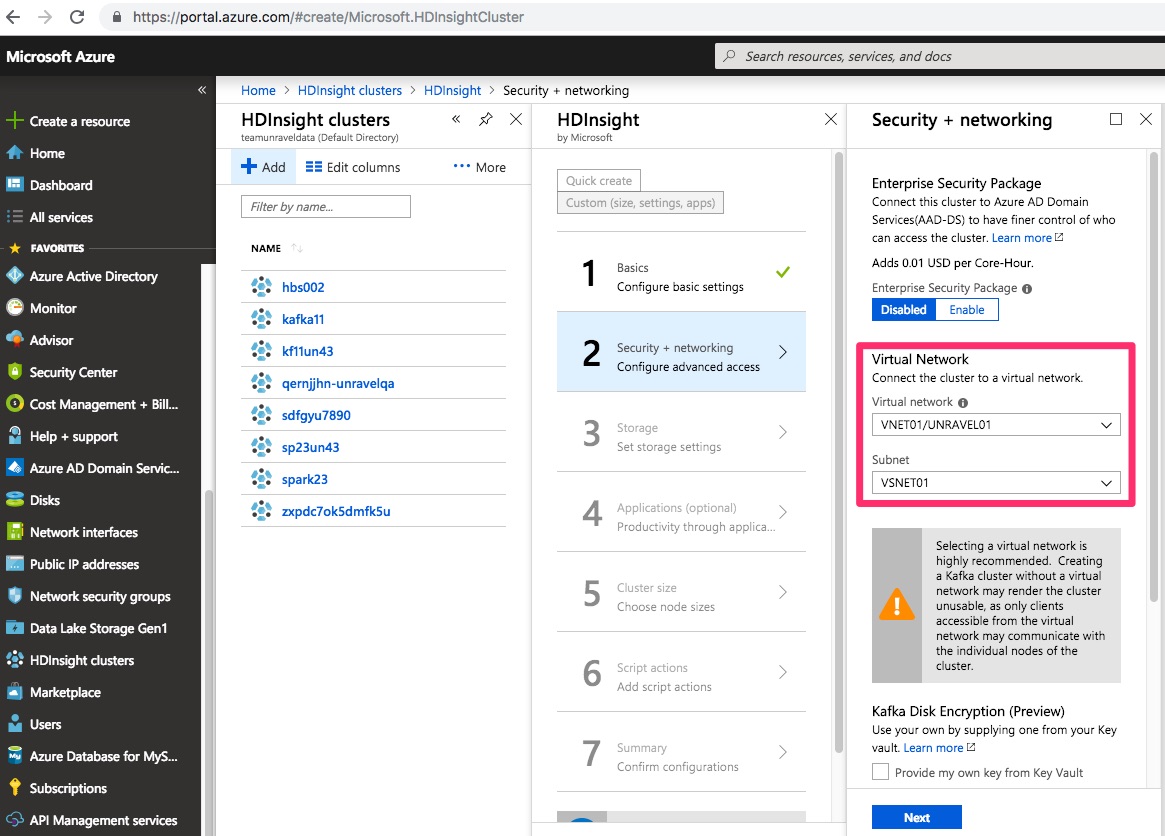 https://portal.azure.com/#create/Microsoft.HDInsightCluster
Microsoft Azure
Search resources, services, and docs
«
Create a resource
Home
Dashboard
All services
FAVORITES
Azure Active Directory
Monitor
Advisor
Security Center
Cost Management + Bill...
Help + support
Azure AD Domain Servic...
Disks
Network interfaces
Public IP addresses
Network security groups
Data Lake Storage Gen1
HDInsight clusters
Marketplace
Users
Azure Database for MyS...
Subscriptions
API Management services
Home > HDInsight clusters > HDInsight > Security + networking
HDInsight clusters «
teamunraveldata (Default Directory)
Add Edit columns ··· More
Filter by name...
NAME
hbs002
kafka11
kf11un43
qernjjhn-unravelqa
sdfgyu7890
sp23un43
spark23
zxpdc7ok5dmfk5u
HDInsight
by Microsoft
Quick create
Custom (size, settings, apps)
1 Basics
Configure basic settings
2 Security + networking
Configure advanced access
3 Storage
Set storage settings
4 Applications (optional)
Productivity through applica...
5 Cluster size
Choose node sizes
6 Script actions
Add script actions
7 Summary
Confirm configurations
Security + networking
Enterprise Security Package
Connect this cluster to Azure AD Domain
Services(AAD-DS) to have finer control of who
can access the cluster. Learn more
Adds 0.01 USD per Core-Hour.
Enterprise Security Package
Disabled Enable
Virtual Network
Connect the cluster to a virtual network.
Virtual network
VNET01/UNRAVEL01
Subnet
VSNET01
Selecting a virtual network is
highly recommended. Creating
a Kafka cluster without a virtual
network may render the cluster
unusable, as only clients
accessible from the virtual
network may communicate with
the individual nodes of the
cluster.
Kafka Disk Encryption (Preview)
Use your own by supplying one from your Key
vault. Learn more
Provide my own key from Key Vault
Next